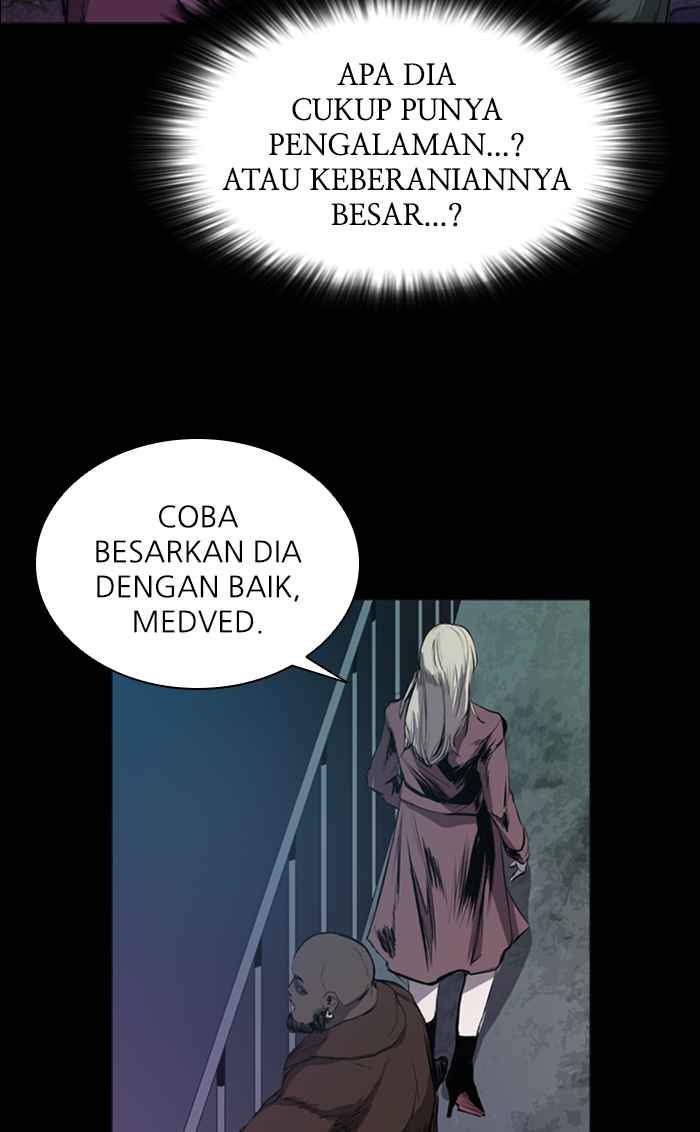 APA DIA
CUKUP PUNYA
PENGALAMAN...?
ATAU KEBERANIANNYA
BESAR...?
COBA
BESARKAN DIA
DENGAN BAIK,
MEDVED.